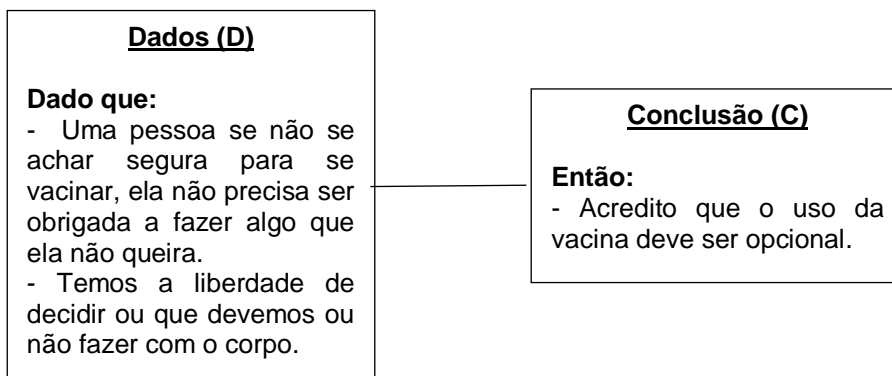 Dados (D)
Dado que:
- Uma pessoa se não se
achar segura para se
vacinar, ela não precisa ser
obrigada a fazer algo que
ela não queira.
- Temos a liberdade de
decidir ou que devemos ou
não fazer com o corpo.
Conclusão (C)
Então:
- Acredito que o uso da
vacina deve ser opcional.